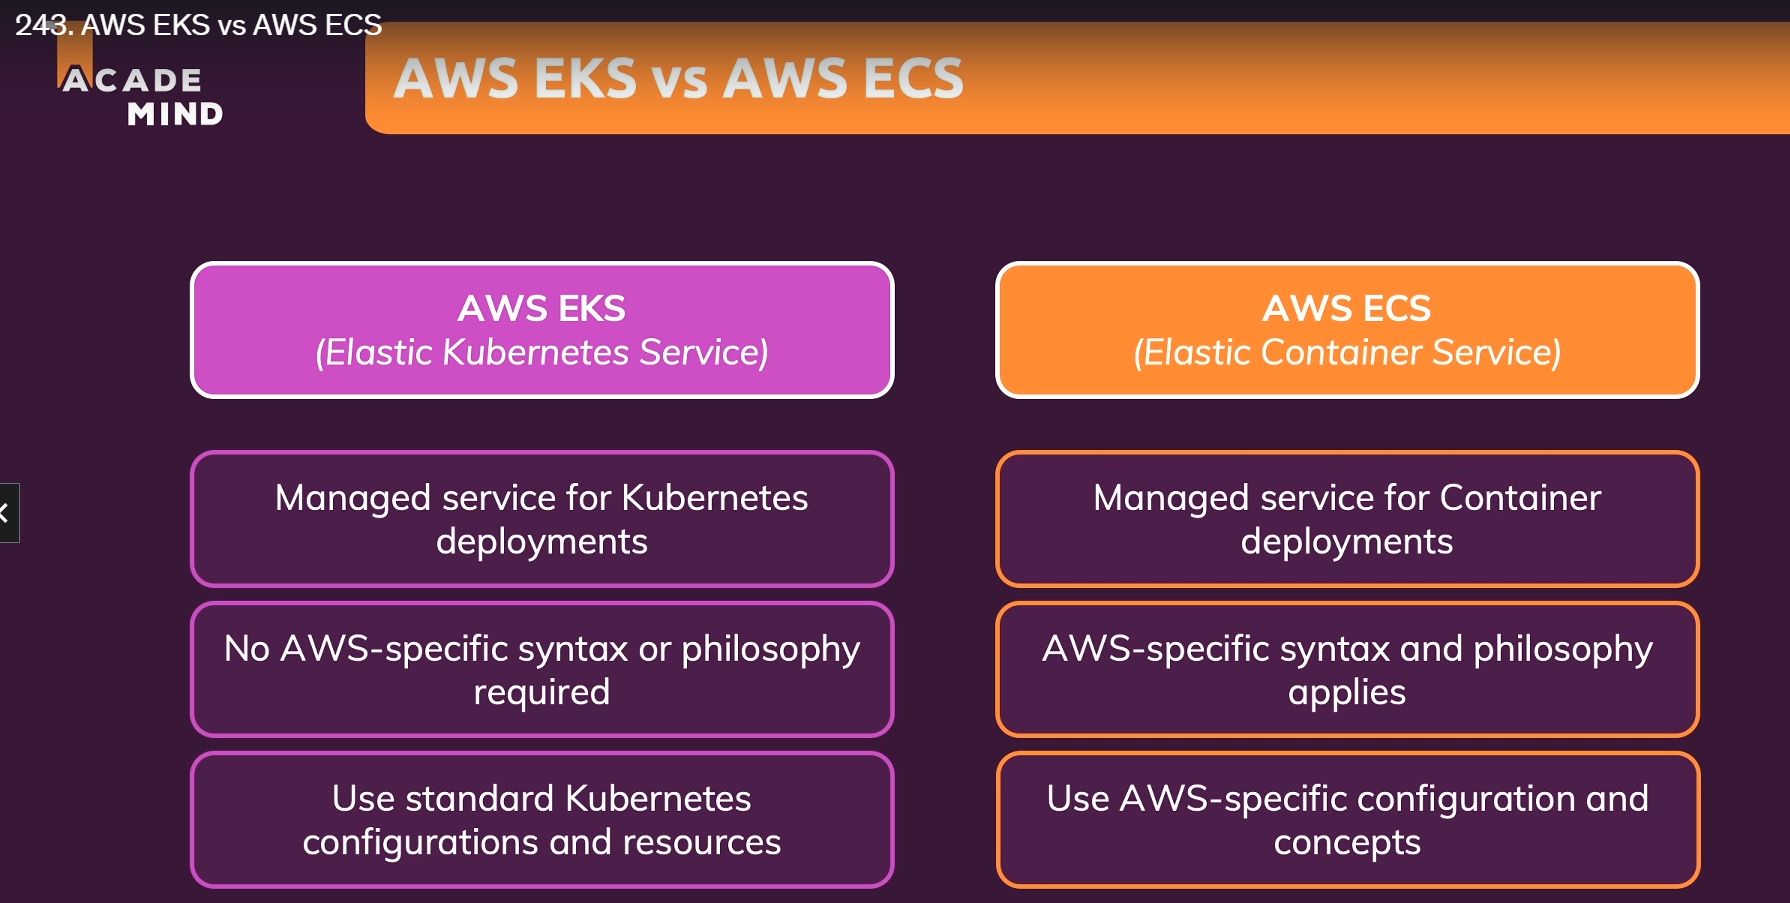 243. AWS EKS vs AWS ECS
ACADE
MIND
AWS EKS vs AWS ECS
AWS EKS
(Elastic Kubernetes Service)
Managed service for Kubernetes
deployments
No AWS-specific syntax or philosophy
required
Use standard Kubernetes
configurations and resources
AWS ECS
(Elastic Container Service)
Managed service for Container
deployments
AWS-specific syntax and philosophy
applies
Use AWS-specific configuration and
concepts